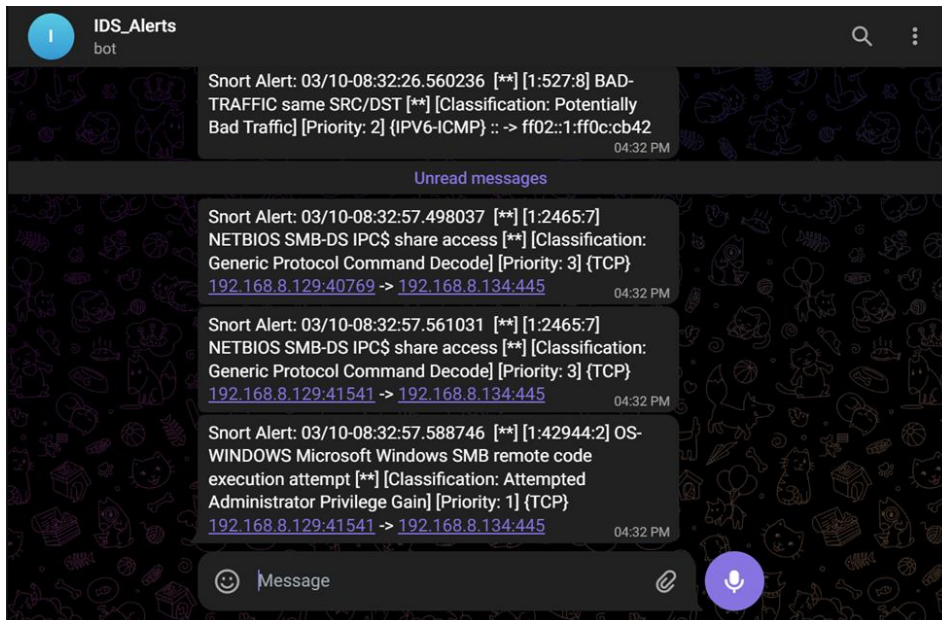 I
IDS_Alerts
bot
Snort Alert: 03/10-08:32:26.560236 [**] [1:527:8] BAD-
TRAFFIC same SRC/DST [**] [Classification: Potentially
Bad Traffic] [Priority: 2] {IPV6-ICMP} :: -> ff02::1:ff0c:cb42
04:32 PM
Unread messages
Snort Alert: 03/10-08:32:57.498037 [**] [1:2465:7]
NETBIOS SMB-DS IPC$ share access [**] [Classification:
Generic Protocol Command Decode] [Priority: 3] {TCP}
192.168.8.129:40769 -> 192.168.8.134:445
04:32 PM
Snort Alert: 03/10-08:32:57.561031 [**] [1:2465:7]
NETBIOS SMB-DS IPC$ share access [**] [Classification:
Generic Protocol Command Decode] [Priority: 3] {TCP}
192.168.8.129:41541 -> 192.168.8.134:445
04:32 PM
Snort Alert: 03/10-08:32:57.588746 [**] [1:42944:2] OS-
WINDOWS Microsoft Windows SMB remote code
execution attempt [**] [Classification: Attempted
Administrator Privilege Gain] [Priority: 1] {TCP}
192.168.8.129:41541 -> 192.168.8.134:445
04:32 PM
Message